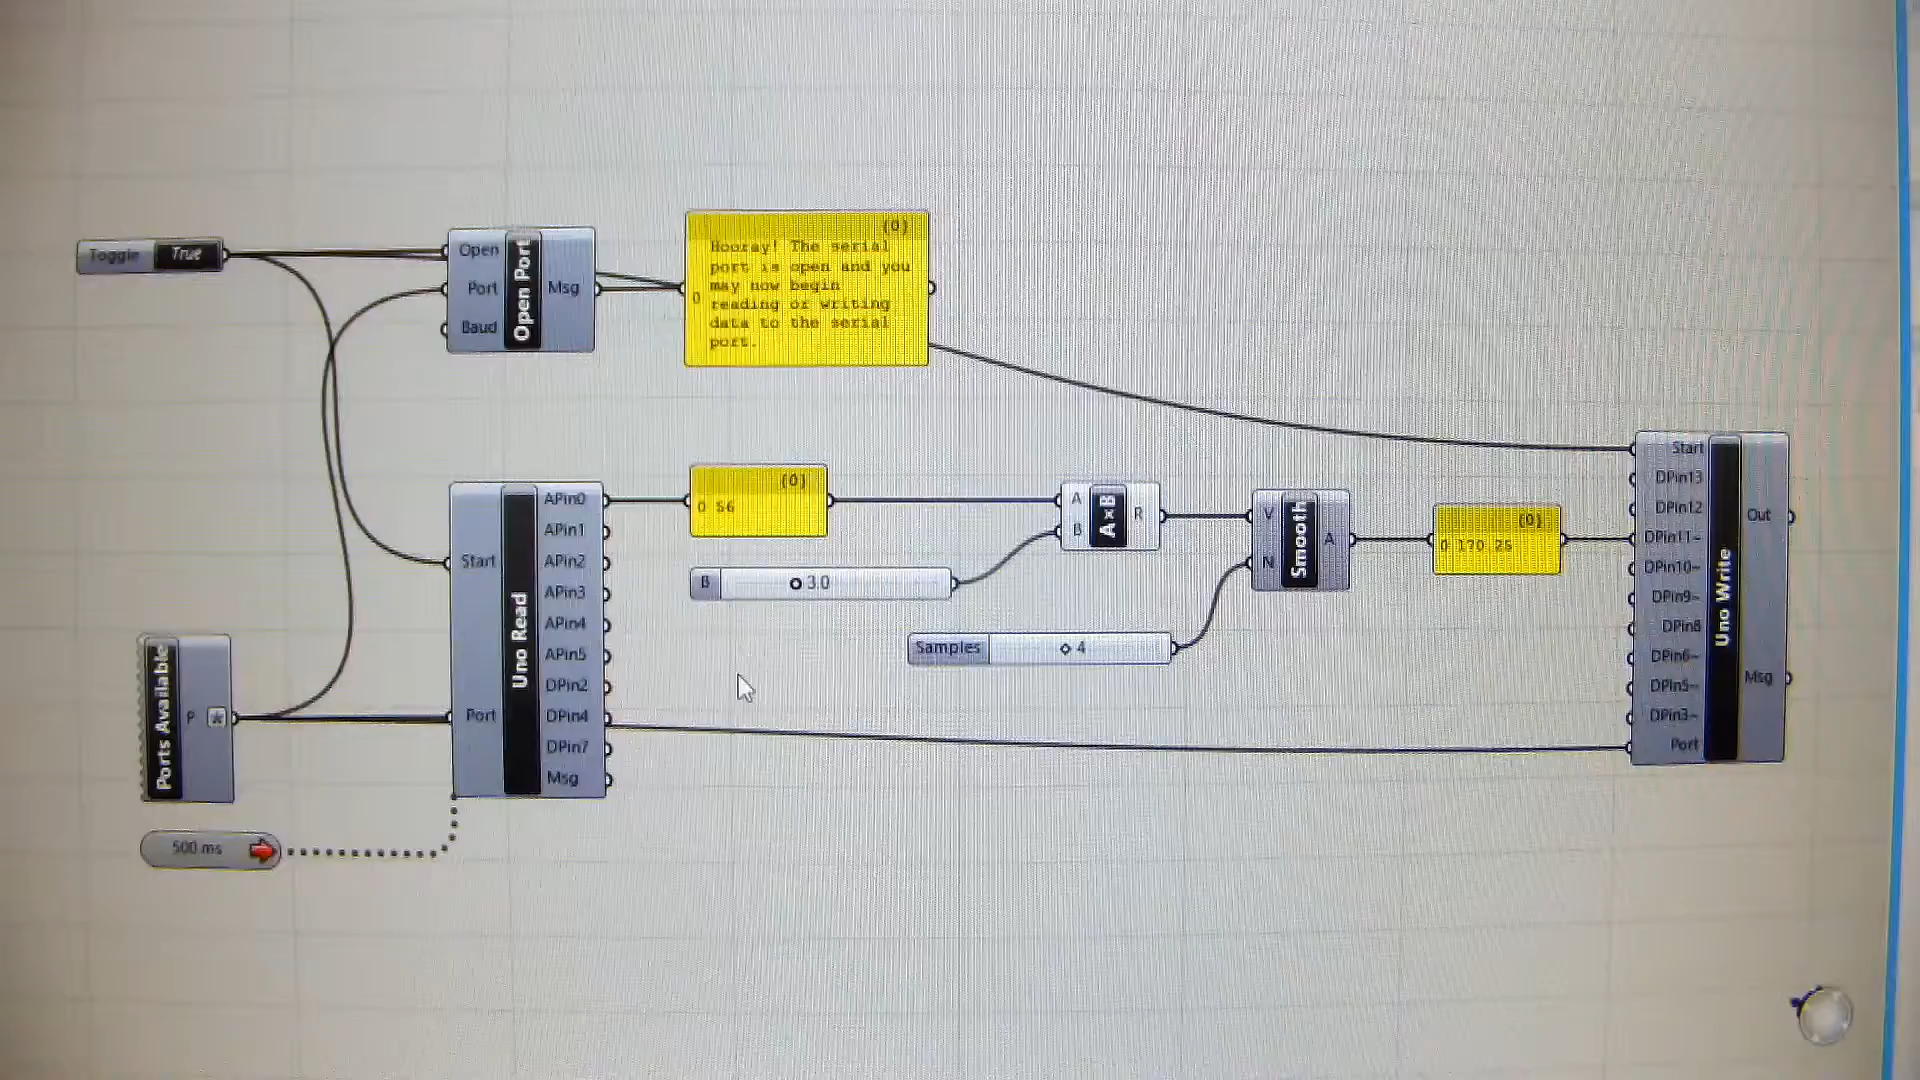 Toggle True
Open
Port
Baud
Open Port
Msg
{0}
0
Hooray! The serial
port is open and you
may now begin
reading or writing
data to the serial
port.
Ports Available
P
500 ms
Start
Port
Uno Read
APin0
APin1
APin2
APin3
APin4
APin5
DPin2
DPin4
DPin7
Msg
{0}
0 56
B 3.0
A
B
A×B
R
Samples 4
V
N
Smooth
A
{0}
0 170.25
Start
DPin13
DPin12
DPin11~
DPin10~
DPin9~
DPin8
DPin6~
DPin5~
DPin3~
Port
Uno Write
Out
Msg